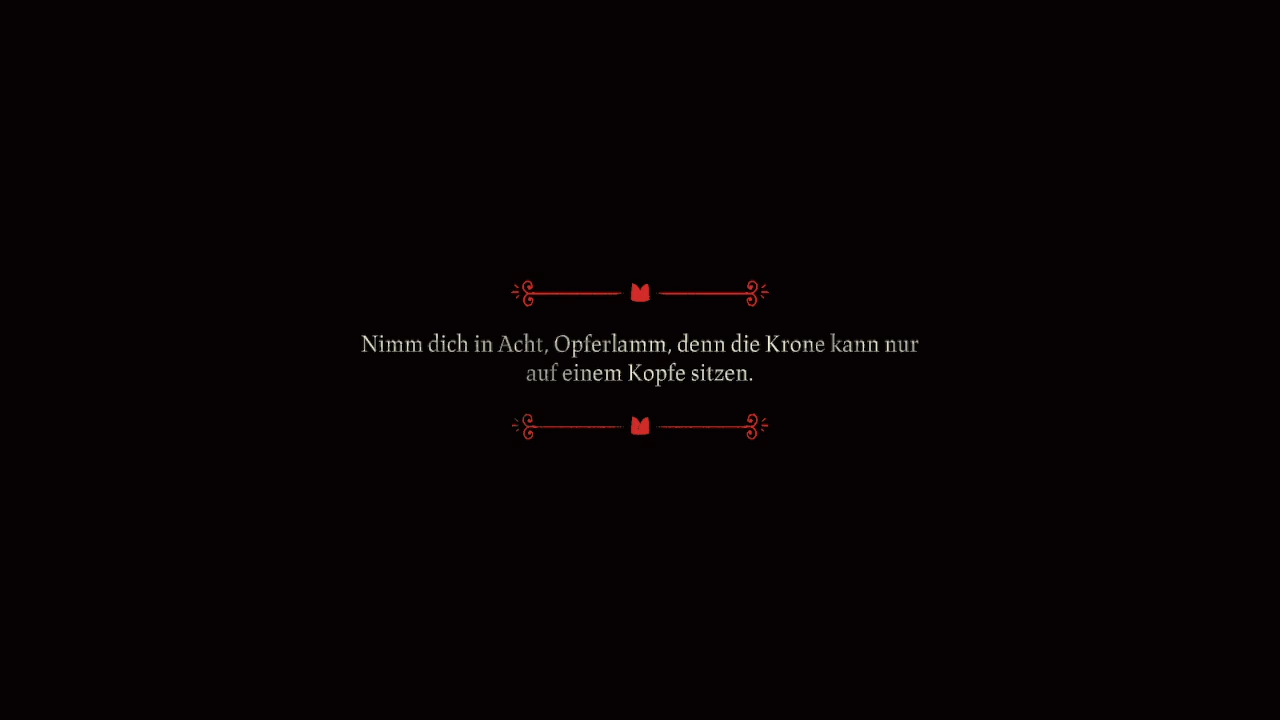 Nimm dich in Acht, Opferlamm, denn die Krone kann nur
auf einem Kopfe sitzen.